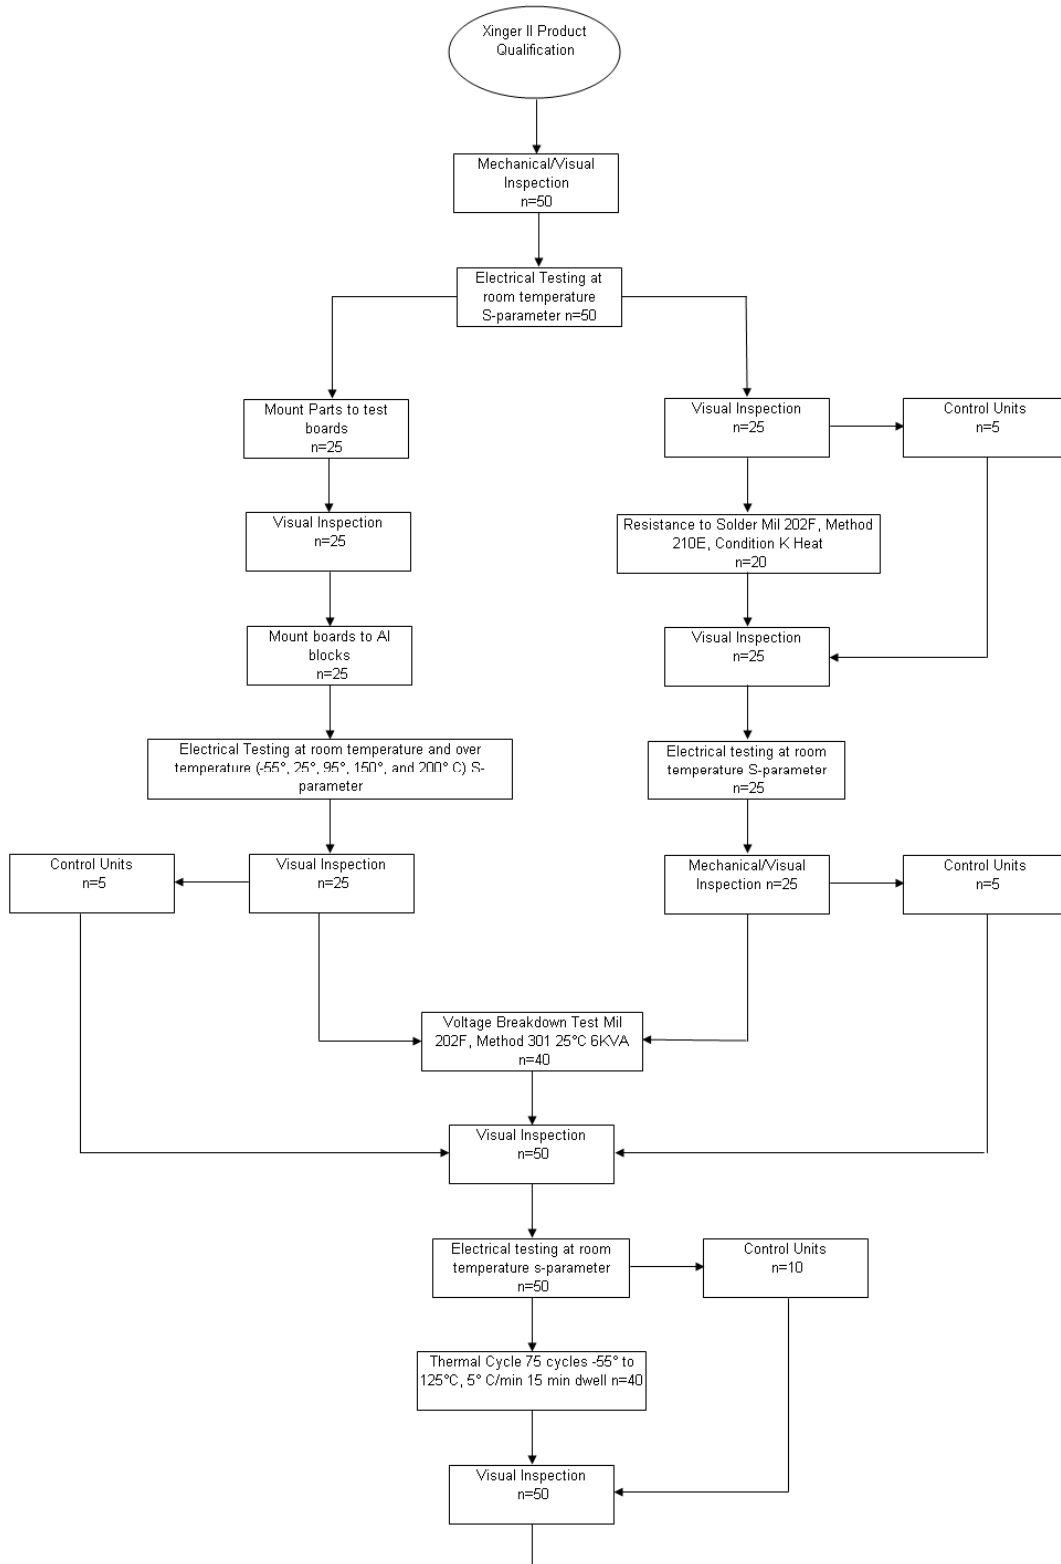 Xinger II Product
Qualification
Mechanical/Visual
Inspection
n=50
Electrical Testing at
room temperature
S-parameter n=50
Mount Parts to test
boards
n=25
Visual Inspection
n=25
Control Units
n=5
Visual Inspection
n=25
Resistance to Solder Mil 202F, Method
210E, Condition K Heat
n=20
Mount boards to Al
blocks
n=25
Visual Inspection
n=25
Electrical Testing at room temperature and over
temperature (-55°, 25°, 95°, 150°, and 200° C) S-
parameter
Electrical testing at room
temperature S-parameter
n=25
Control Units
n=5
Visual Inspection
n=25
Mechanical/Visual
Inspection n=25
Control Units
n=5
Voltage Breakdown Test Mil
202F, Method 301 25°C 6KVA
n=40
Visual Inspection
n=50
Electrical testing at room
temperature s-parameter
n=50
Control Units
n=10
Thermal Cycle 75 cycles -55° to
125°C, 5° C/min 15 min dwell n=40
Visual Inspection
n=50